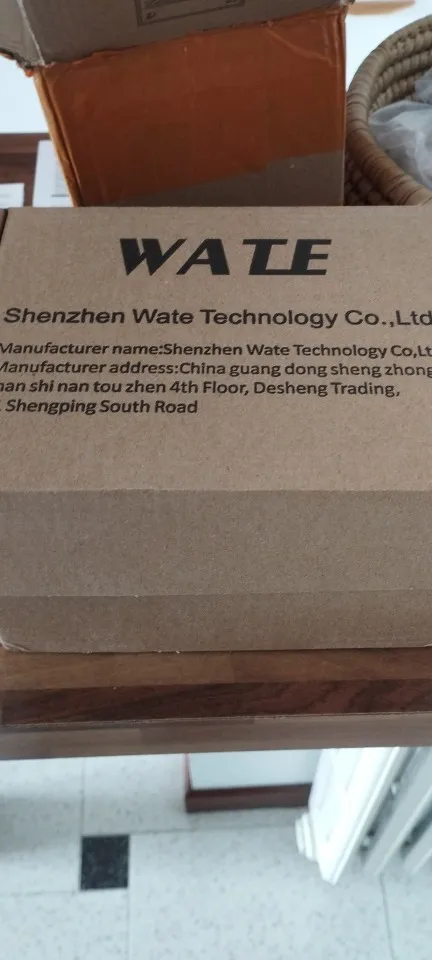 WATE
Shenzhen Wate Technology Co.,Ltd
Manufacturer name:Shenzhen Wate Technology Co,Lt
Manufacturer address:China guang dong sheng zhong
shi nan tou zhen 4th Floor, Desheng Trading,
Shengping South Road